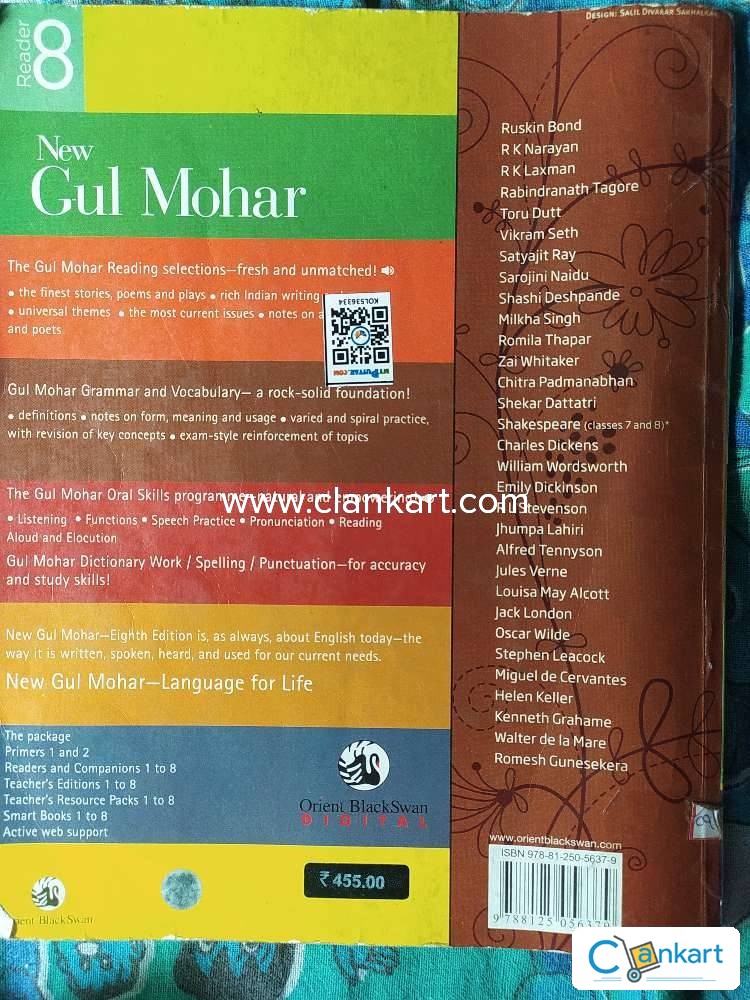 DESIGN: SALIL DIVAKAR SAKHALKAR
Reader
8
New
Gul Mohar
The Gul Mohar Reading selections—fresh and unmatched!
• the finest stories, poems and plays • rich Indian writing
• universal themes • the most current issues • notes on a
and poets.
KOL536334
MYPUSTAK.COM
Gul Mohar Grammar and Vocabulary— a rock-solid foundation!
• definitions • notes on form, meaning and usage • varied and spiral practice,
with revision of key concepts • exam-style reinforcement of topics
The Gul Mohar Oral Skills programme—natural and empowering!
• Listening • Functions • Speech Practice • Pronunciation • Reading
Aloud and Elocution
Gul Mohar Dictionary Work / Spelling / Punctuation—for accuracy
and study skills!
New Gul Mohar—Eighth Edition is, as always, about English today—the
way it is written, spoken, heard, and used for our current needs.
New Gul Mohar—Language for Life
The package
Primers 1 and 2
Readers and Companions 1 to 8
Teacher's Editions 1 to 8
Teacher's Resource Packs 1 to 8
Smart Books 1 to 8
Active web support
Orient BlackSwan
DIGITAL
₹ 455.00
Orient BlackSwan
Ruskin Bond
R K Narayan
R K Laxman
Rabindranath Tagore
Toru Dutt
Vikram Seth
Satyajit Ray
Sarojini Naidu
Shashi Deshpande
Milkha Singh
Romila Thapar
Zai Whitaker
Chitra Padmanabhan
Shekar Dattatri
Shakespeare (classes 7 and 8)*
Charles Dickens
William Wordsworth
Emily Dickinson
R L Stevenson
Jhumpa Lahiri
Alfred Tennyson
Jules Verne
Louisa May Alcott
Jack London
Oscar Wilde
Stephen Leacock
Miguel de Cervantes
Helen Keller
Kenneth Grahame
Walter de la Mare
Romesh Gunesekera
www.orientblackswan.com
ISBN 978-81-250-5637-9
9 788125 056379
www.clankart.com
Clankart